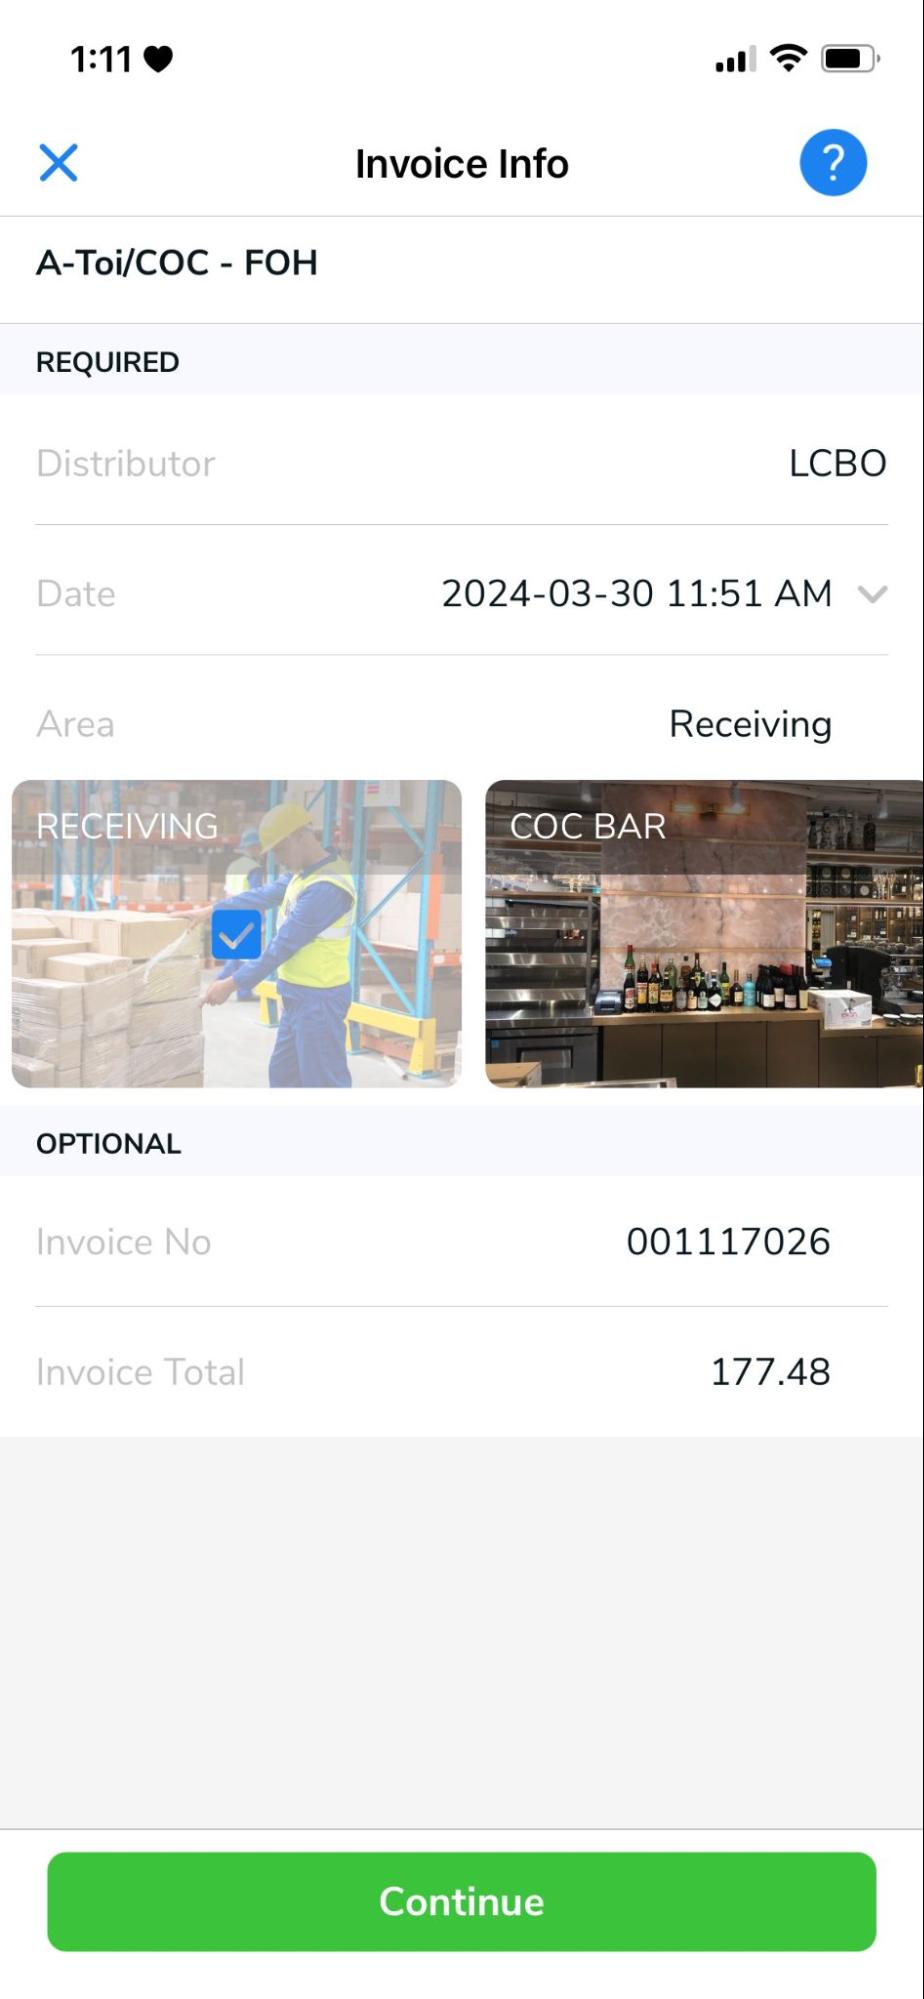 1:11
Invoice Info
?
A-Toi/COC - FOH
REQUIRED
Distributor LCBO
Date 2024-03-30 11:51 AM
Area Receiving
RECEIVING COC BAR
OPTIONAL
Invoice No 001117026
Invoice Total 177.48
Continue